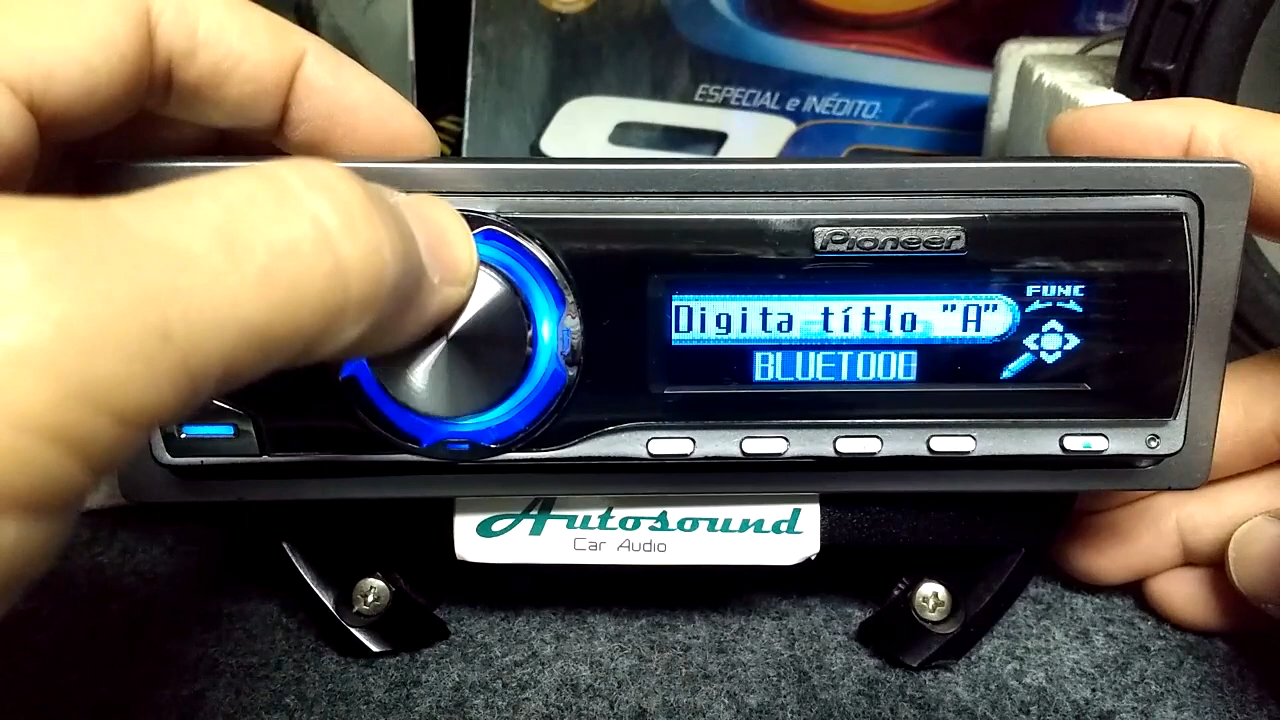 ESPECIAL e INÉDITO:
Pioneer
FUNC
Digita títlo "A"
BLUETOOB
Autosound
Car Audio